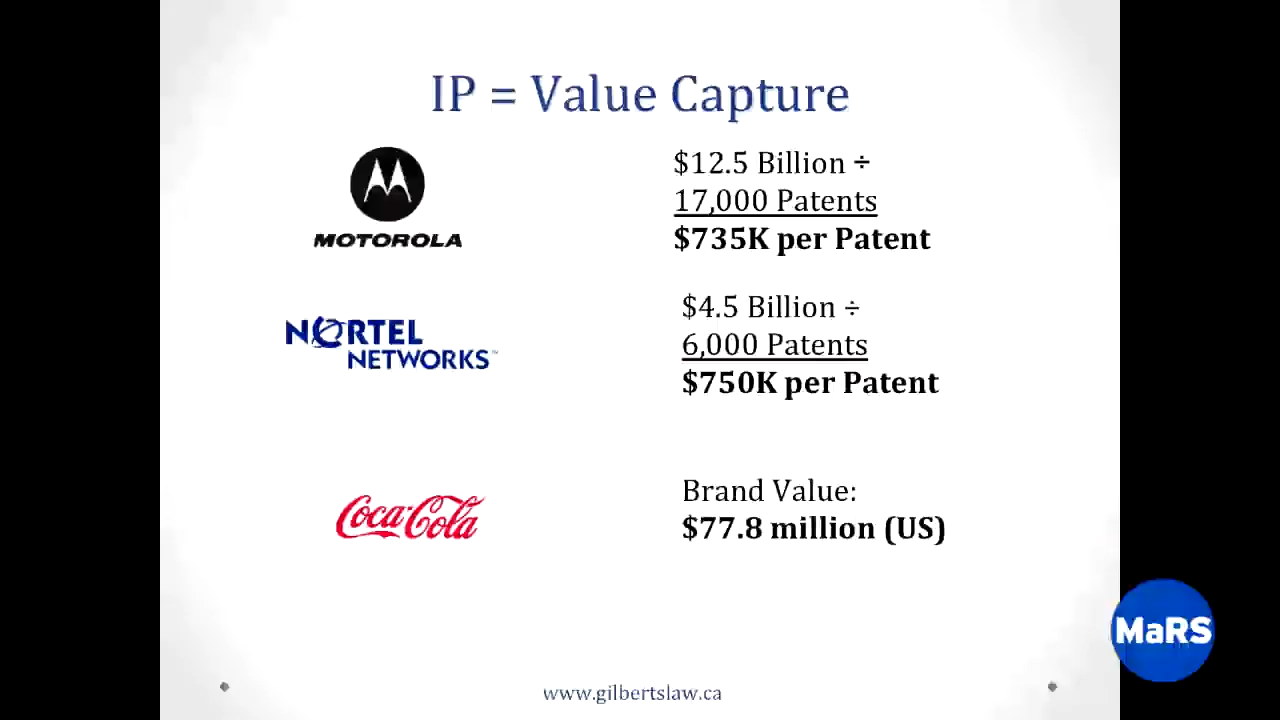 IP = Value Capture
MOTOROLA
$12.5 Billion ÷
17,000 Patents
$735K per Patent
NORTEL
NETWORKS™
$4.5 Billion ÷
6,000 Patents
$750K per Patent
Coca-Cola
Brand Value:
$77.8 million (US)
MaRS
www.gilbertslaw.ca